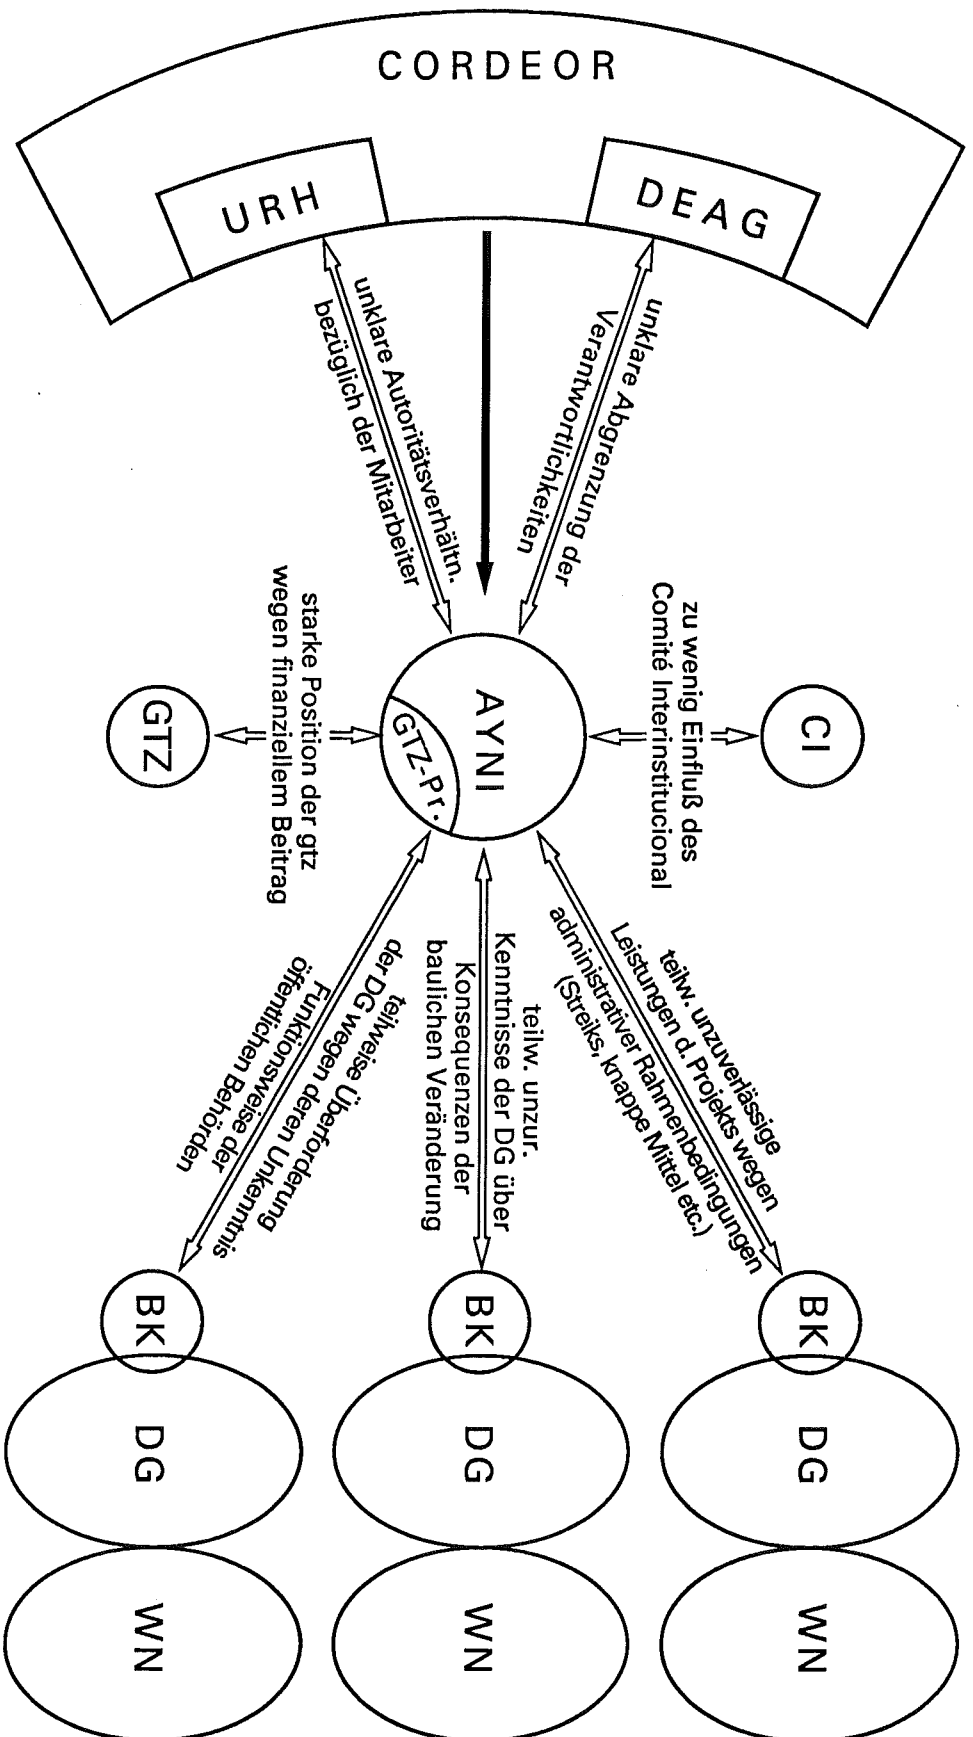 CORDEOR
URH
DEAG
unklare Autoritätsverhältn.
bezüglich der Mitarbeiter
unklare Abgrenzung der
Verantwortlichkeiten
starke Position der gtz
wegen finanziellem Beitrag
zu wenig Einfluß des
Comité Interinstitucional
GTZ
AYNI
GTZ-Pr.
CI
teilweise Überforderung
der DG wegen deren Unkenntnis
Funktionsweise der
öffentlichen Behörden
teilw. unzur.
Kenntnisse der DG über
Konsequenzen der
baulichen Veränderung
teilw. unzuverlässige
Leistungen d. Projekts wegen
administrativer Rahmenbedingungen
(Streiks, knappe Mittel etc.)
BK
BK
BK
DG
DG
DG
WN
WN
WN